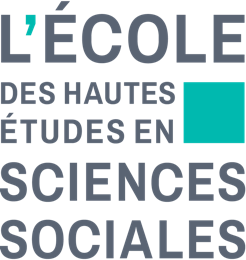 L'ÉCOLE
DES HAUTES
ÉTUDES EN
SCIENCES
SOCIALES